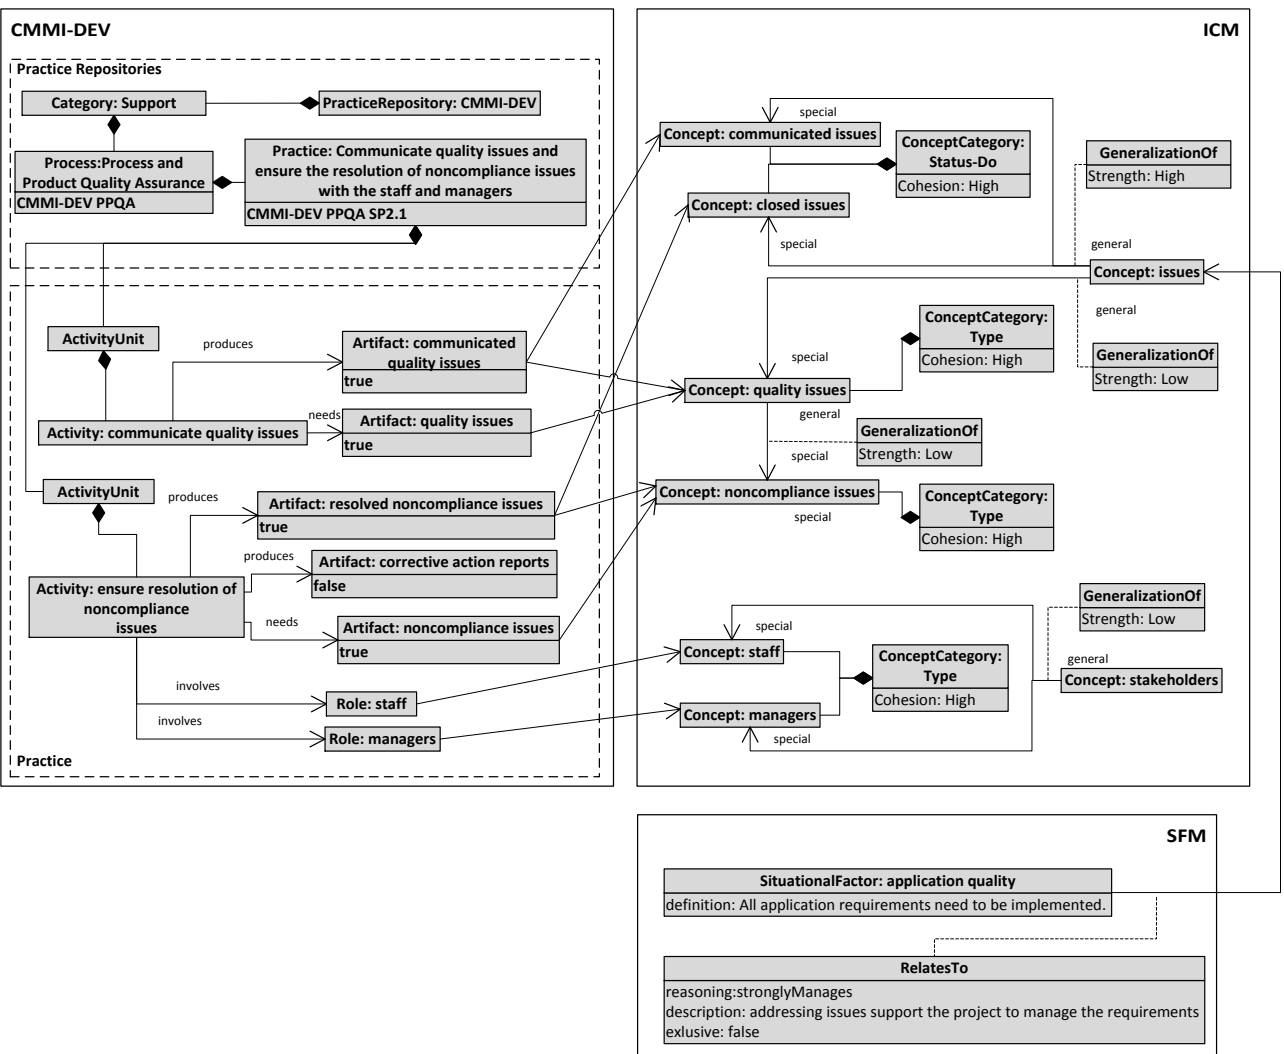 CMMI-DEV
Practice Repositories
Category: Support
PracticeRepository: CMMI-DEV
Process:Process and
Product Quality Assurance
CMMI-DEV PPQA
Practice: Communicate quality issues and
ensure the resolution of noncompliance issues
with the staff and managers
CMMI-DEV PPQA SP2.1
ActivityUnit
produces
Artifact: communicated
quality issues
true
Activity: communicate quality issues
needs
Artifact: quality issues
true
ActivityUnit
produces
Artifact: resolved noncompliance issues
true
produces
Artifact: corrective action reports
false
Activity: ensure resolution of
noncompliance
issues
needs
Artifact: noncompliance issues
true
involves
Role: staff
involves
Role: managers
Practice
ICM
special
Concept: communicated issues
ConceptCategory:
Status-Do
Cohesion: High
GeneralizationOf
Strength: High
Concept: closed issues
special
general
Concept: issues
general
ConceptCategory:
Type
Cohesion: High
special
GeneralizationOf
Strength: Low
Concept: quality issues
general
GeneralizationOf
Strength: Low
special
Concept: noncompliance issues
special
ConceptCategory:
Type
Cohesion: High
GeneralizationOf
Strength: Low
special
Concept: staff
ConceptCategory:
Type
Cohesion: High
general
Concept: stakeholders
Concept: managers
special
SFM
SituationalFactor: application quality
definition: All application requirements need to be implemented.
RelatesTo
reasoning:stronglyManages
description: addressing issues support the project to manage the requirements
exlusive: false